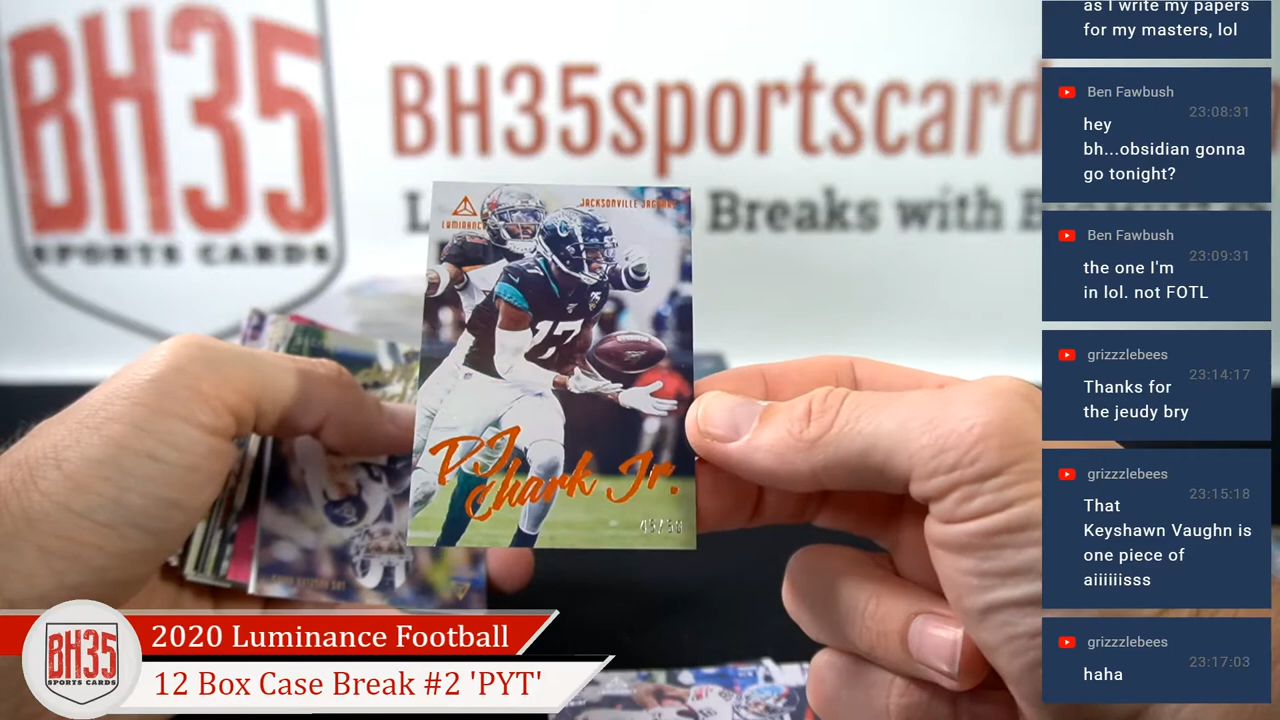 BH35
SPORTS CARDS
BH35sportscard
Breaks with
LUMINANCE
JACKSONVILLE JAGUARS
17
DJ
Chark Jr.
as I write my papers
for my masters, lol
Ben Fawbush
23:08:31
hey
bh...obsidian gonna
go tonight?
Ben Fawbush
23:09:31
the one I'm
in lol. not FOTL
grizzzlebees
23:14:17
Thanks for
the jeudy bry
grizzzlebees
23:15:18
That
Keyshawn Vaughn is
one piece of
aiiiiiisss
grizzzlebees
23:17:03
haha
BH35
SPORTS CARDS
2020 Luminance Football
12 Box Case Break #2 'PYT'